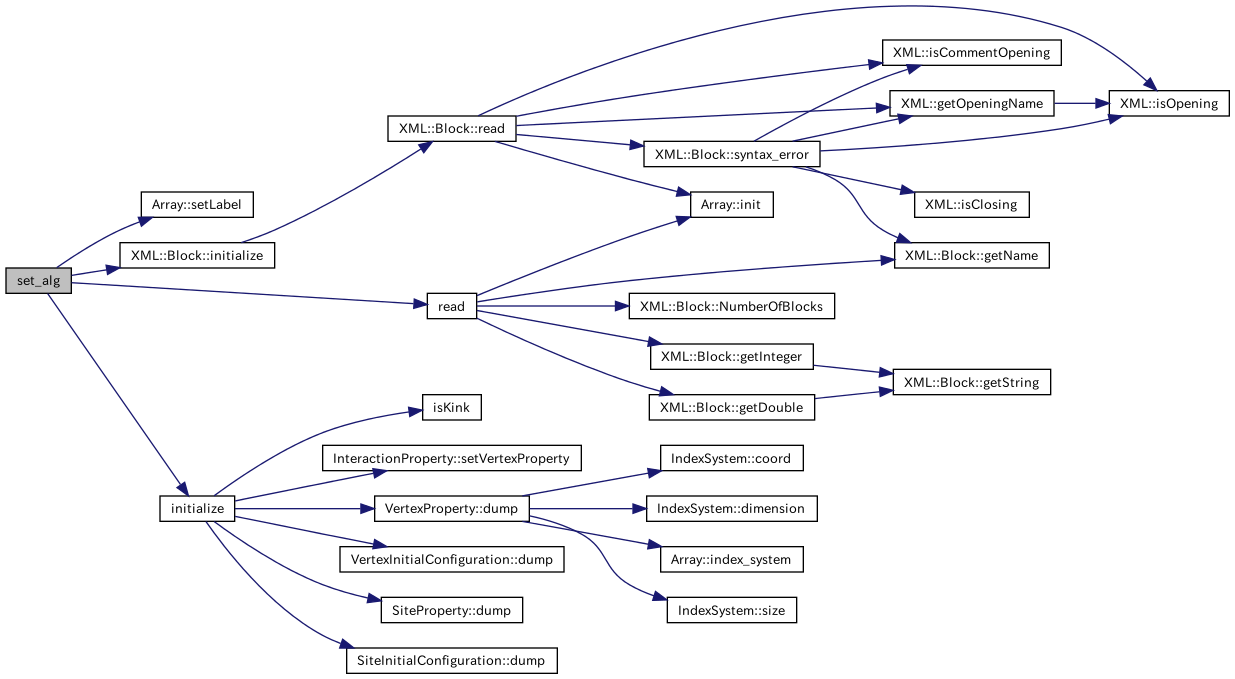 set_alg
Array::setLabel
XML::Block::initialize
XML::Block::read
XML::isCommentOpening
XML::getOpeningName
XML::isOpening
XML::Block::syntax_error
Array::init
XML::isClosing
XML::Block::getName
read
XML::Block::NumberOfBlocks
XML::Block::getInteger
XML::Block::getString
XML::Block::getDouble
initialize
isKink
InteractionProperty::setVertexProperty
VertexProperty::dump
IndexSystem::coord
IndexSystem::dimension
Array::index_system
IndexSystem::size
VertexInitialConfiguration::dump
SiteProperty::dump
SiteInitialConfiguration::dump